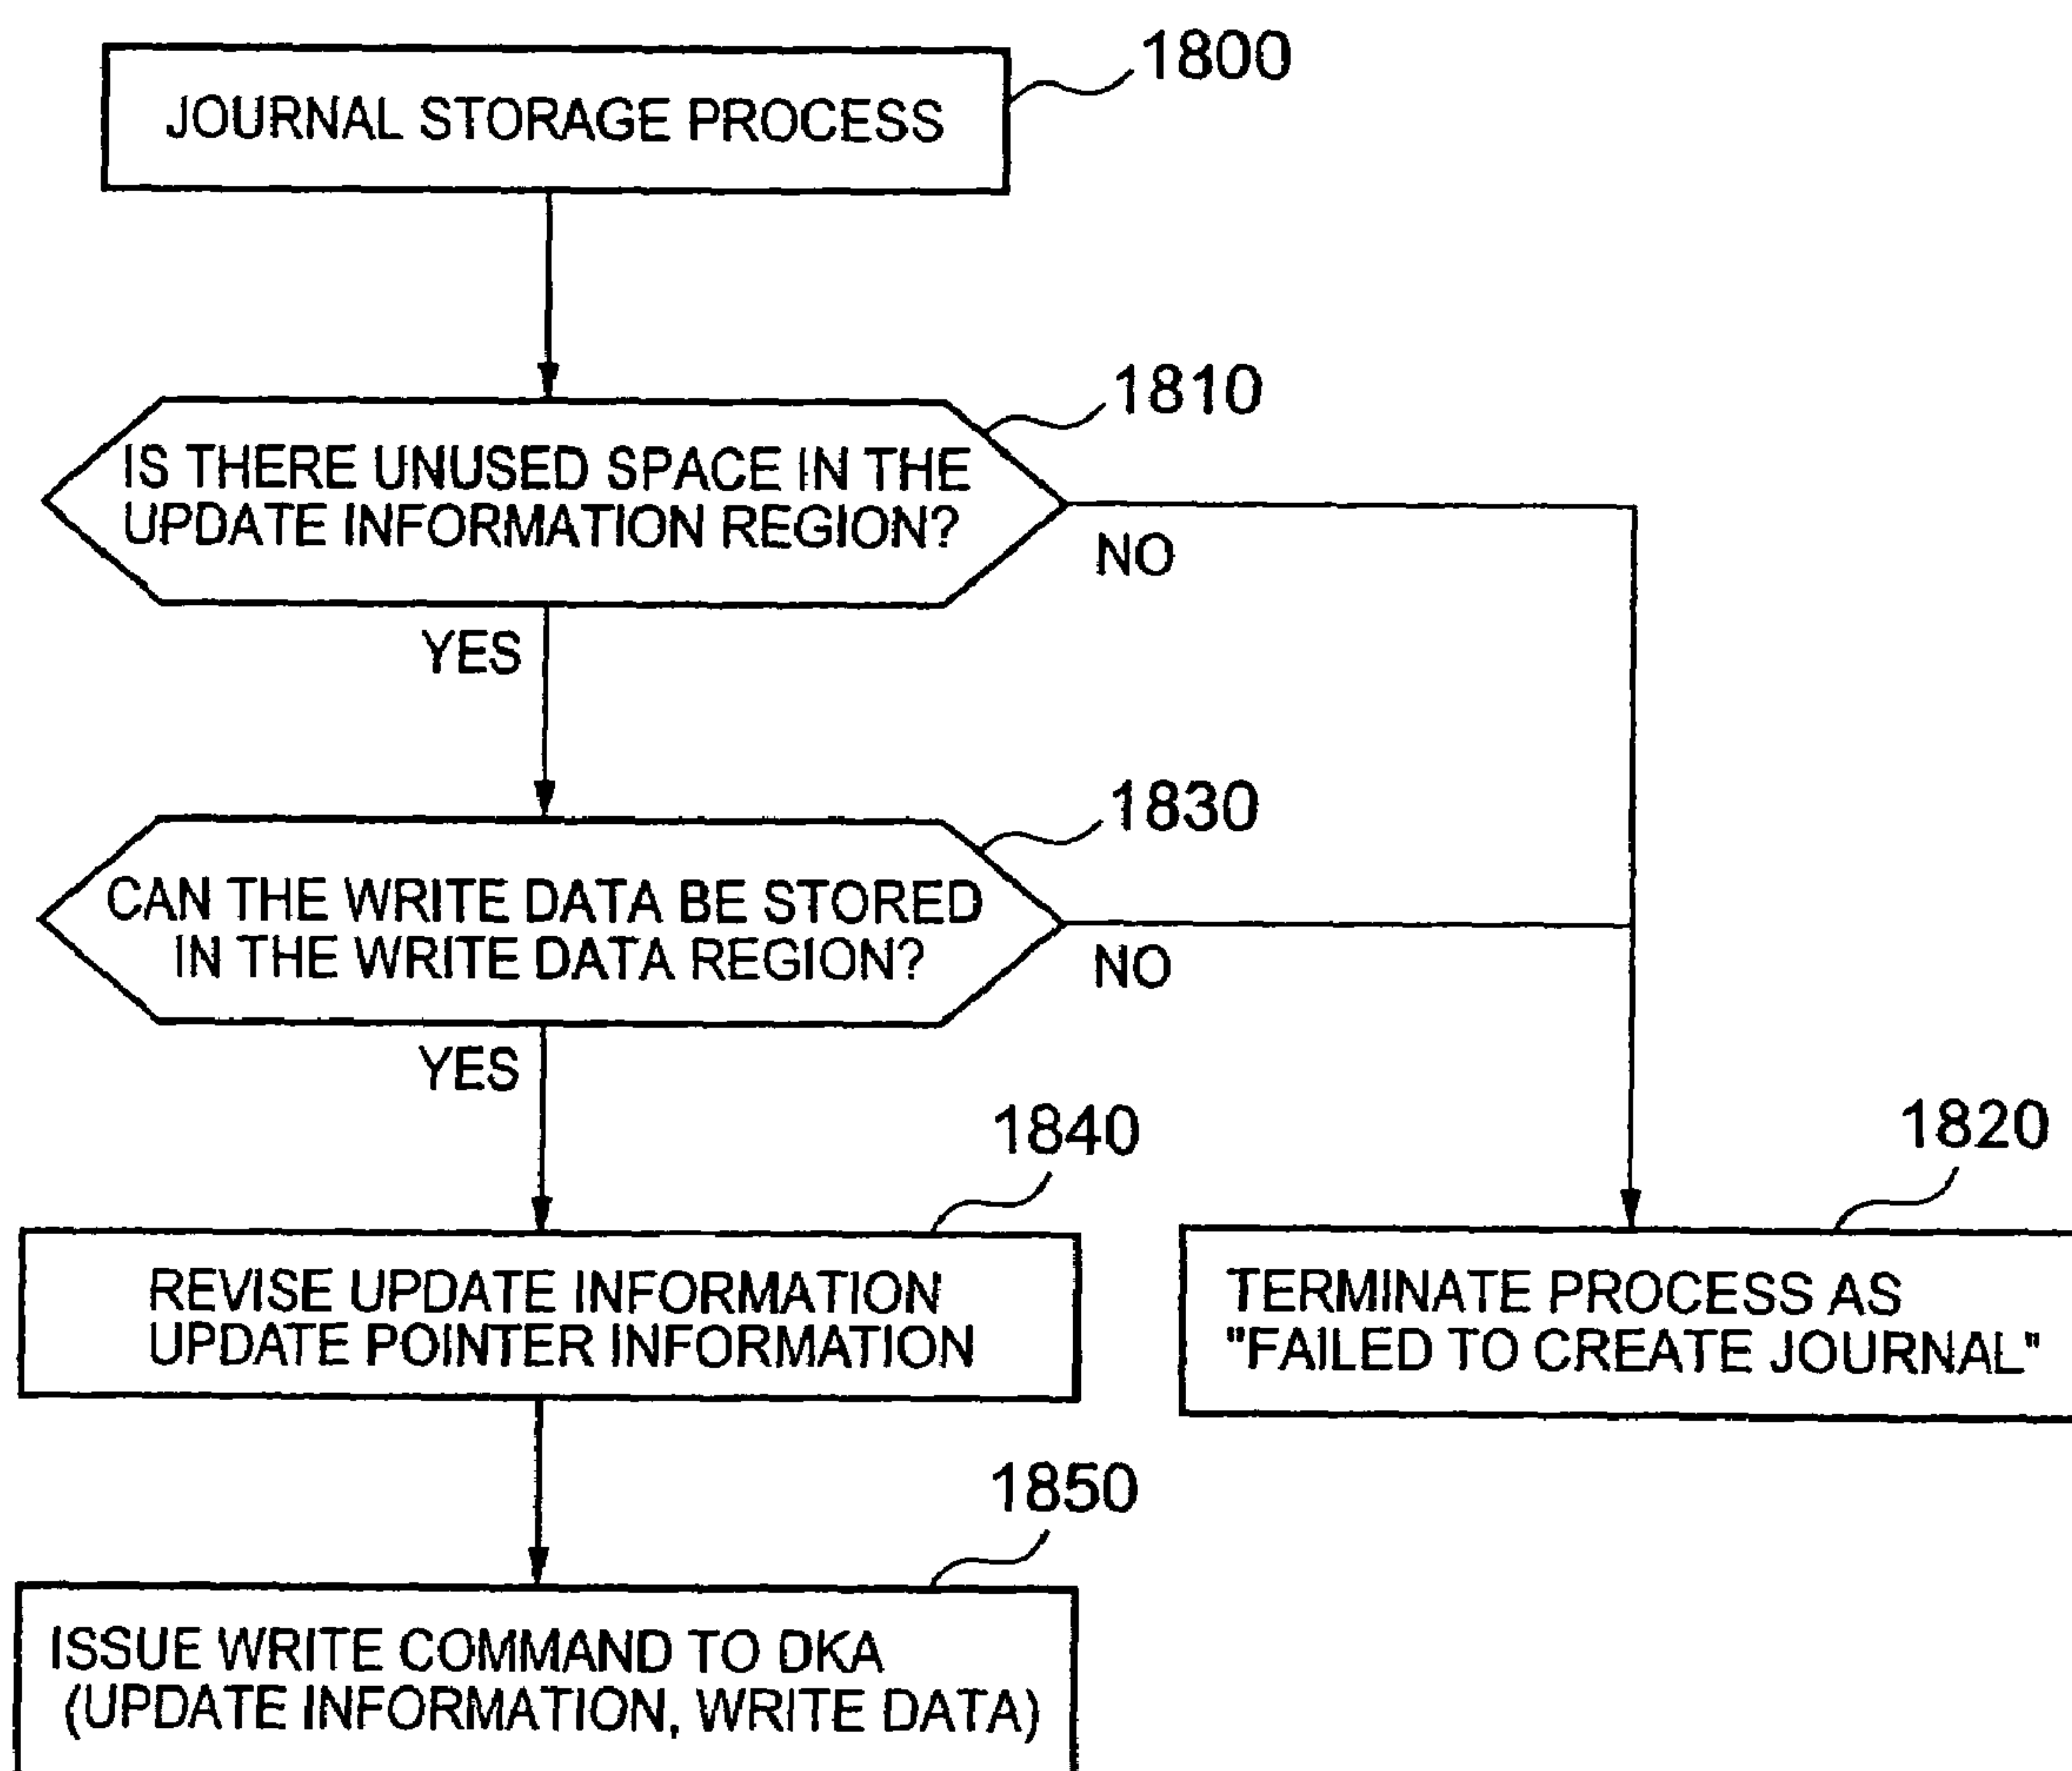 1800
JOURNAL STORAGE PROCESS
1810
IS THERE UNUSED SPACE IN THE
UPDATE INFORMATION REGION?
NO
YES
1830
CAN THE WRITE DATA BE STORED
IN THE WRITE DATA REGION?
NO
YES
1840
1820
REVISE UPDATE INFORMATION
UPDATE POINTER INFORMATION
TERMINATE PROCESS AS
"FAILED TO CREATE JOURNAL"
1850
ISSUE WRITE COMMAND TO DKA
(UPDATE INFORMATION, WRITE DATA)